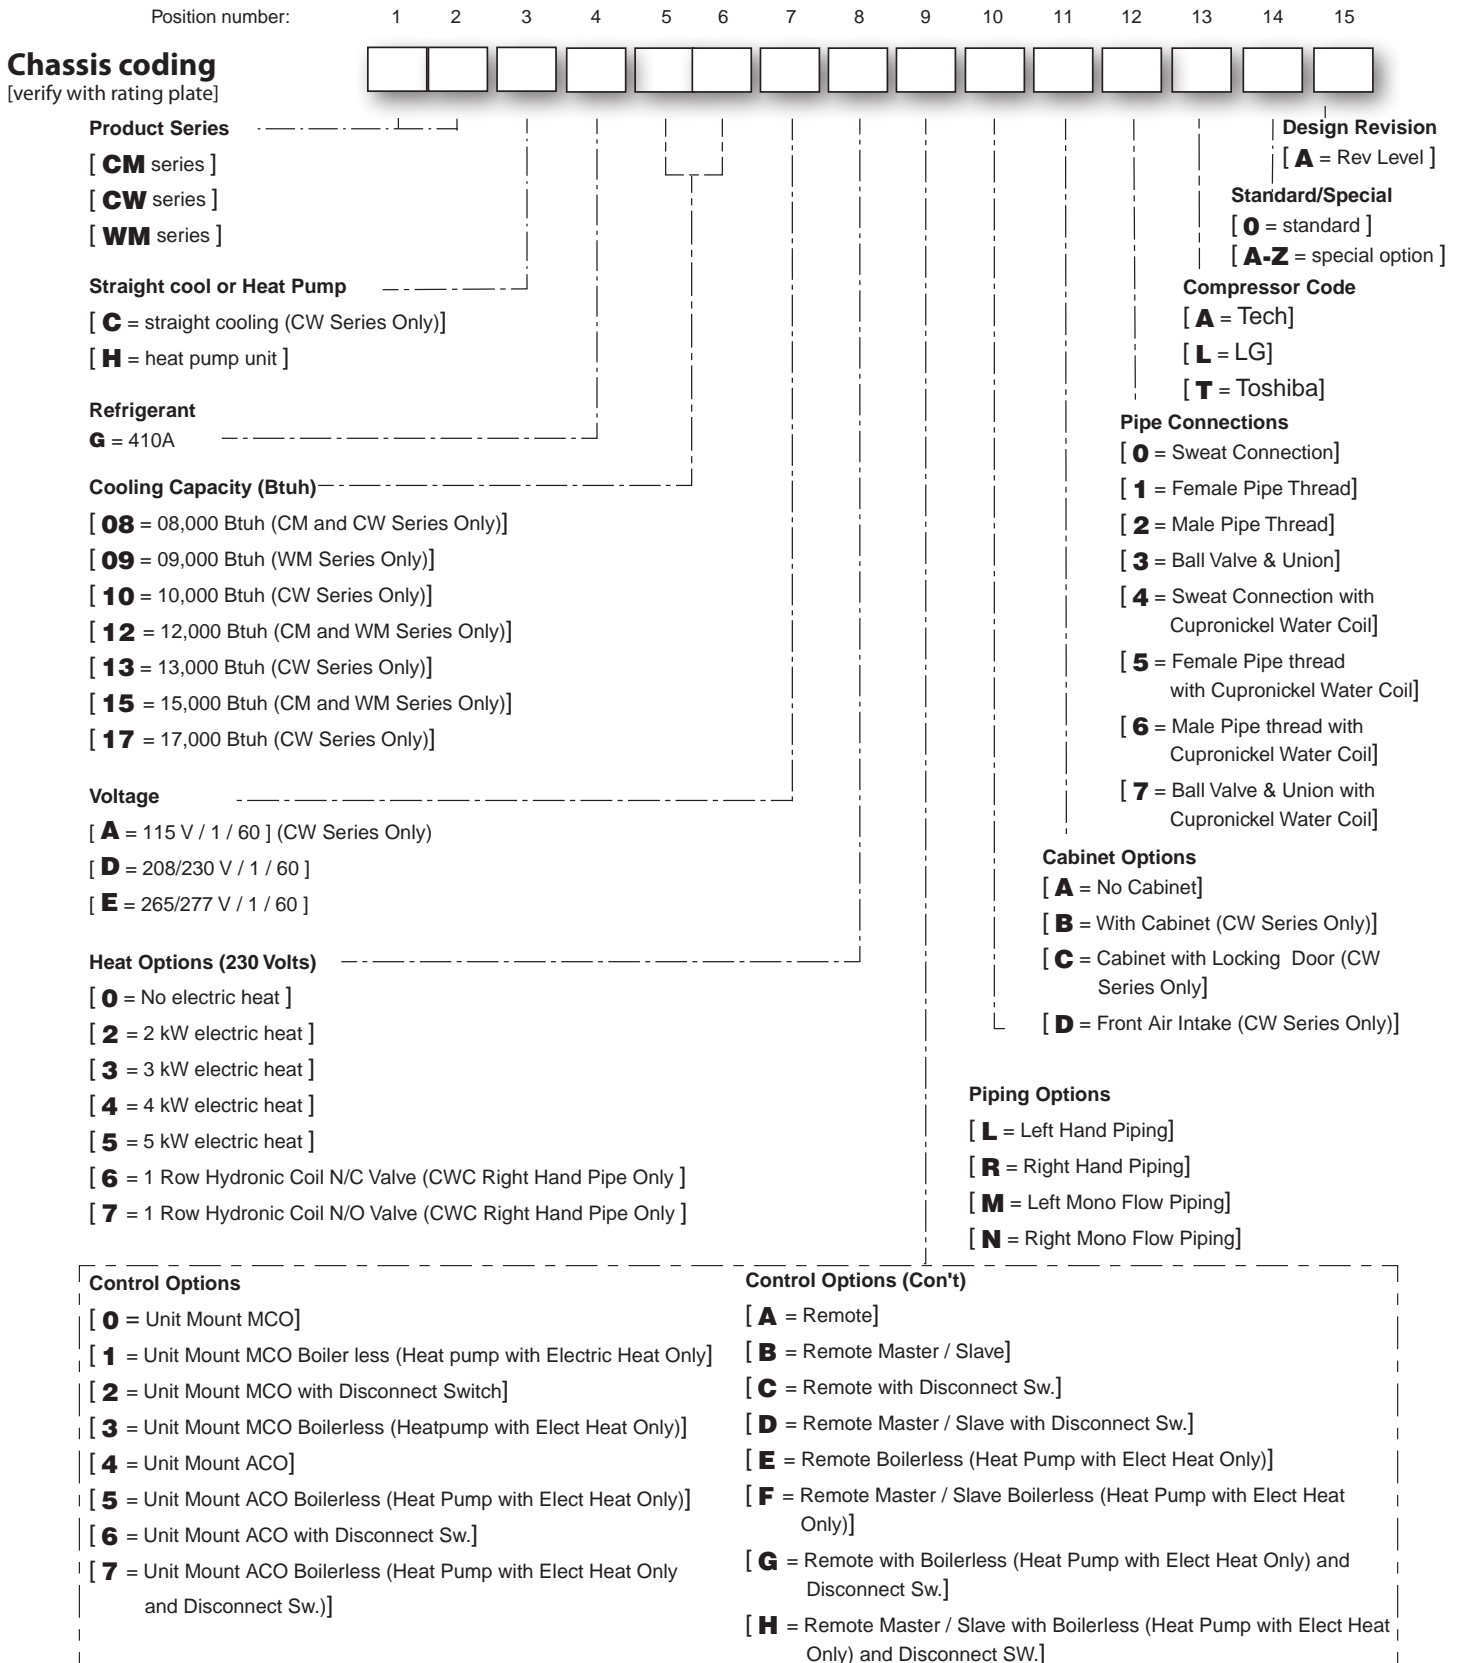 Position number: 1 2 3 4 5 6 7 8 9 10 11 12 13 14 15
Chassis coding
[verify with rating plate]
Product Series
[ CM series ]
[ CW series ]
[ WM series ]
Straight cool or Heat Pump
[ C = straight cooling (CW Series Only)]
[ H = heat pump unit ]
Refrigerant
G = 410A
Cooling Capacity (Btuh)
[ 08 = 08,000 Btuh (CM and CW Series Only)]
[ 09 = 09,000 Btuh (WM Series Only)]
[ 10 = 10,000 Btuh (CW Series Only)]
[ 12 = 12,000 Btuh (CM and WM Series Only)]
[ 13 = 13,000 Btuh (CW Series Only)]
[ 15 = 15,000 Btuh (CM and WM Series Only)]
[ 17 = 17,000 Btuh (CW Series Only)]
Voltage
[ A = 115 V / 1 / 60 ] (CW Series Only)
[ D = 208/230 V / 1 / 60 ]
[ E = 265/277 V / 1 / 60 ]
Heat Options (230 Volts)
[ 0 = No electric heat ]
[ 2 = 2 kW electric heat ]
[ 3 = 3 kW electric heat ]
[ 4 = 4 kW electric heat ]
[ 5 = 5 kW electric heat ]
[ 6 = 1 Row Hydronic Coil N/C Valve (CWC Right Hand Pipe Only ]
[ 7 = 1 Row Hydronic Coil N/O Valve (CWC Right Hand Pipe Only ]
Design Revision
[ A = Rev Level ]
Standard/Special
[ 0 = standard ]
[ A-Z = special option ]
Compressor Code
[ A = Tech]
[ L = LG]
[ T = Toshiba]
Pipe Connections
[ 0 = Sweat Connection]
[ 1 = Female Pipe Thread]
[ 2 = Male Pipe Thread]
[ 3 = Ball Valve & Union]
[ 4 = Sweat Connection with
Cupronickel Water Coil]
[ 5 = Female Pipe thread
with Cupronickel Water Coil]
[ 6 = Male Pipe thread with
Cupronickel Water Coil]
[ 7 = Ball Valve & Union with
Cupronickel Water Coil]
Cabinet Options
[ A = No Cabinet]
[ B = With Cabinet (CW Series Only)]
[ C = Cabinet with Locking Door (CW
Series Only]
[ D = Front Air Intake (CW Series Only)]
Piping Options
[ L = Left Hand Piping]
[ R = Right Hand Piping]
[ M = Left Mono Flow Piping]
[ N = Right Mono Flow Piping]
Control Options
[ 0 = Unit Mount MCO]
[ 1 = Unit Mount MCO Boiler less (Heat pump with Electric Heat Only]
[ 2 = Unit Mount MCO with Disconnect Switch]
[ 3 = Unit Mount MCO Boilerless (Heatpump with Elect Heat Only)]
[ 4 = Unit Mount ACO]
[ 5 = Unit Mount ACO Boilerless (Heat Pump with Elect Heat Only)]
[ 6 = Unit Mount ACO with Disconnect Sw.]
[ 7 = Unit Mount ACO Boilerless (Heat Pump with Elect Heat Only
and Disconnect Sw.)]
Control Options (Con't)
[ A = Remote]
[ B = Remote Master / Slave]
[ C = Remote with Disconnect Sw.]
[ D = Remote Master / Slave with Disconnect Sw.]
[ E = Remote Boilerless (Heat Pump with Elect Heat Only)]
[ F = Remote Master / Slave Boilerless (Heat Pump with Elect Heat
Only)]
[ G = Remote with Boilerless (Heat Pump with Elect Heat Only) and
Disconnect Sw.]
[ H = Remote Master / Slave with Boilerless (Heat Pump with Elect Heat
Only) and Disconnect SW.]